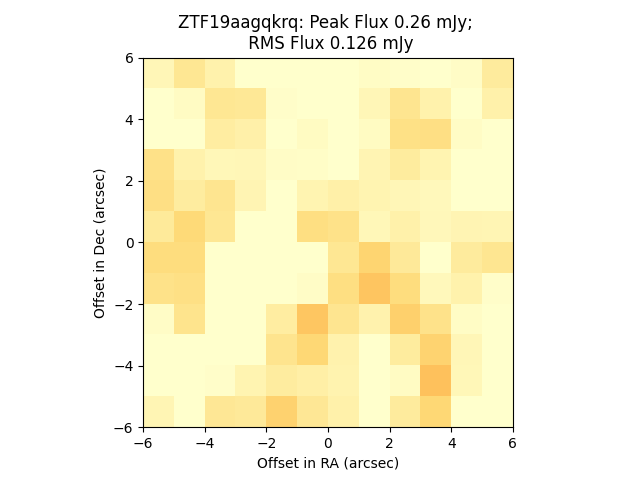 ZTF19aagqkrq: Peak Flux 0.26 mJy;
RMS Flux 0.126 mJy
6
4
2
0
−2
−4
−6
Offset in Dec (arcsec)
−6 −4 −2 0 2 4 6
Offset in RA (arcsec)